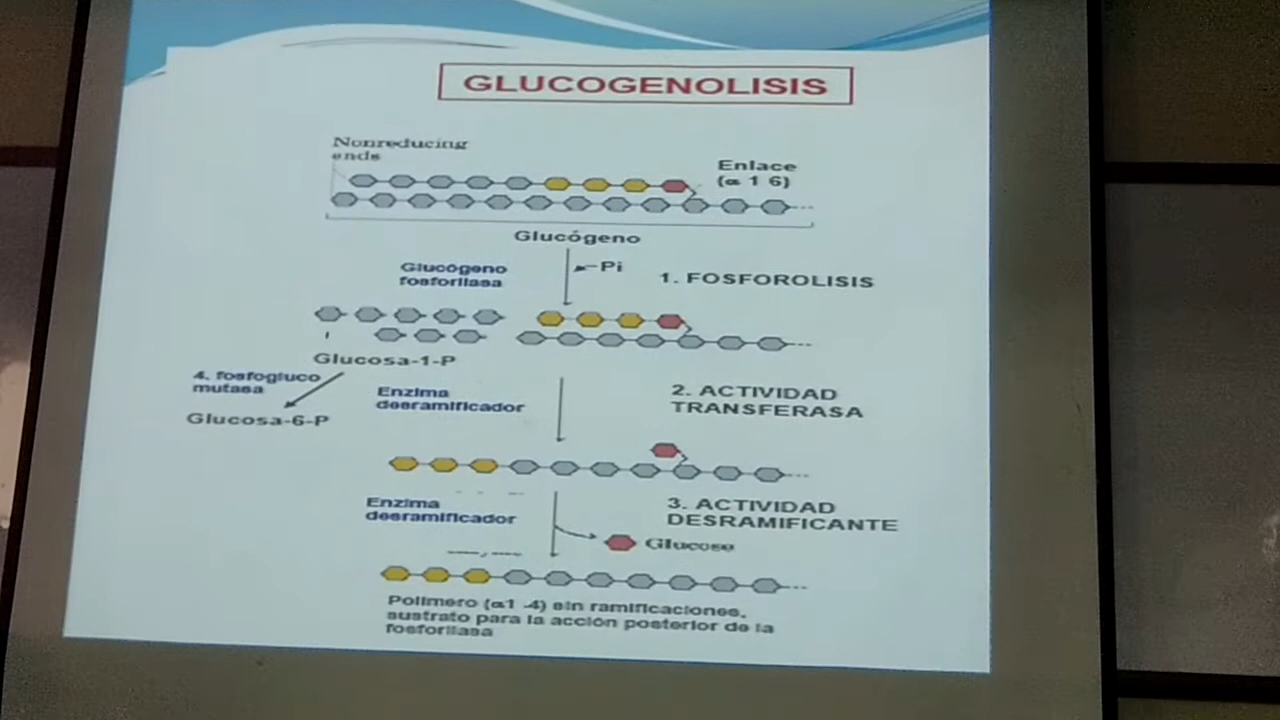 GLUCOGENOLISIS
Nonreducing
ends
Enlace
(α 1 6)
Glucógeno
Glucógeno
fosforilasa
Pi
1. FOSFOROLISIS
Glucosa-1-P
4. fosfogluco
mutasa
Glucosa-6-P
Enzima
desramificador
2. ACTIVIDAD
TRANSFERASA
Enzima
desramificador
3. ACTIVIDAD
DESRAMIFICANTE
Glucose
Polímero (α1 -4) sin ramificaciones,
sustrato para la acción posterior de la
fosforilasa